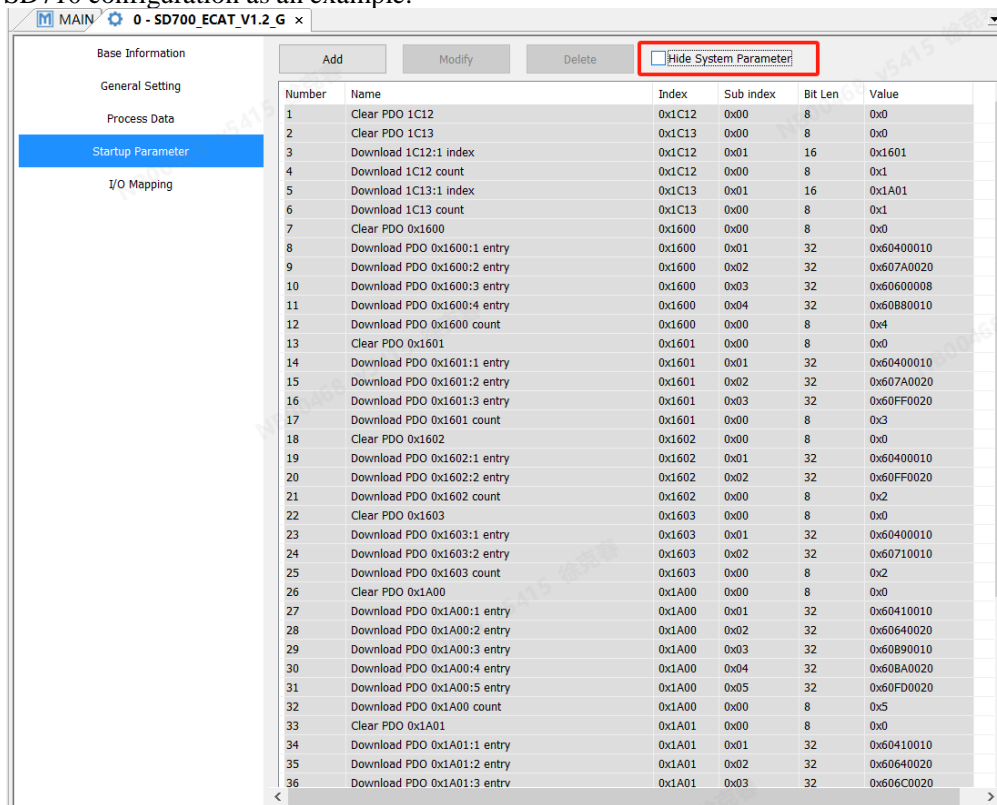 SD710 configuration as an example.
MAIN 0 - SD700_ECAT_V1.2_G ×
Base Information
General Setting
Process Data
Startup Parameter
I/O Mapping
Add Modify Delete Hide System Parameter
Number Name Index Sub index Bit Len Value
1 Clear PDO 1C12 0x1C12 0x00 8 0x0
2 Clear PDO 1C13 0x1C13 0x00 8 0x0
3 Download 1C12:1 index 0x1C12 0x01 16 0x1601
4 Download 1C12 count 0x1C12 0x00 8 0x1
5 Download 1C13:1 index 0x1C13 0x01 16 0x1A01
6 Download 1C13 count 0x1C13 0x00 8 0x1
7 Clear PDO 0x1600 0x1600 0x00 8 0x0
8 Download PDO 0x1600:1 entry 0x1600 0x01 32 0x60400010
9 Download PDO 0x1600:2 entry 0x1600 0x02 32 0x607A0020
10 Download PDO 0x1600:3 entry 0x1600 0x03 32 0x60600008
11 Download PDO 0x1600:4 entry 0x1600 0x04 32 0x60B80010
12 Download PDO 0x1600 count 0x1600 0x00 8 0x4
13 Clear PDO 0x1601 0x1601 0x00 8 0x0
14 Download PDO 0x1601:1 entry 0x1601 0x01 32 0x60400010
15 Download PDO 0x1601:2 entry 0x1601 0x02 32 0x607A0020
16 Download PDO 0x1601:3 entry 0x1601 0x03 32 0x60FF0020
17 Download PDO 0x1601 count 0x1601 0x00 8 0x3
18 Clear PDO 0x1602 0x1602 0x00 8 0x0
19 Download PDO 0x1602:1 entry 0x1602 0x01 32 0x60400010
20 Download PDO 0x1602:2 entry 0x1602 0x02 32 0x60FF0020
21 Download PDO 0x1602 count 0x1602 0x00 8 0x2
22 Clear PDO 0x1603 0x1603 0x00 8 0x0
23 Download PDO 0x1603:1 entry 0x1603 0x01 32 0x60400010
24 Download PDO 0x1603:2 entry 0x1603 0x02 32 0x60710010
25 Download PDO 0x1603 count 0x1603 0x00 8 0x2
26 Clear PDO 0x1A00 0x1A00 0x00 8 0x0
27 Download PDO 0x1A00:1 entry 0x1A00 0x01 32 0x60410010
28 Download PDO 0x1A00:2 entry 0x1A00 0x02 32 0x60640020
29 Download PDO 0x1A00:3 entry 0x1A00 0x03 32 0x60B90010
30 Download PDO 0x1A00:4 entry 0x1A00 0x04 32 0x60BA0020
31 Download PDO 0x1A00:5 entry 0x1A00 0x05 32 0x60FD0020
32 Download PDO 0x1A00 count 0x1A00 0x00 8 0x5
33 Clear PDO 0x1A01 0x1A01 0x00 8 0x0
34 Download PDO 0x1A01:1 entry 0x1A01 0x01 32 0x60410010
35 Download PDO 0x1A01:2 entry 0x1A01 0x02 32 0x60640020
36 Download PDO 0x1A01:3 entry 0x1A01 0x03 32 0x606C0020